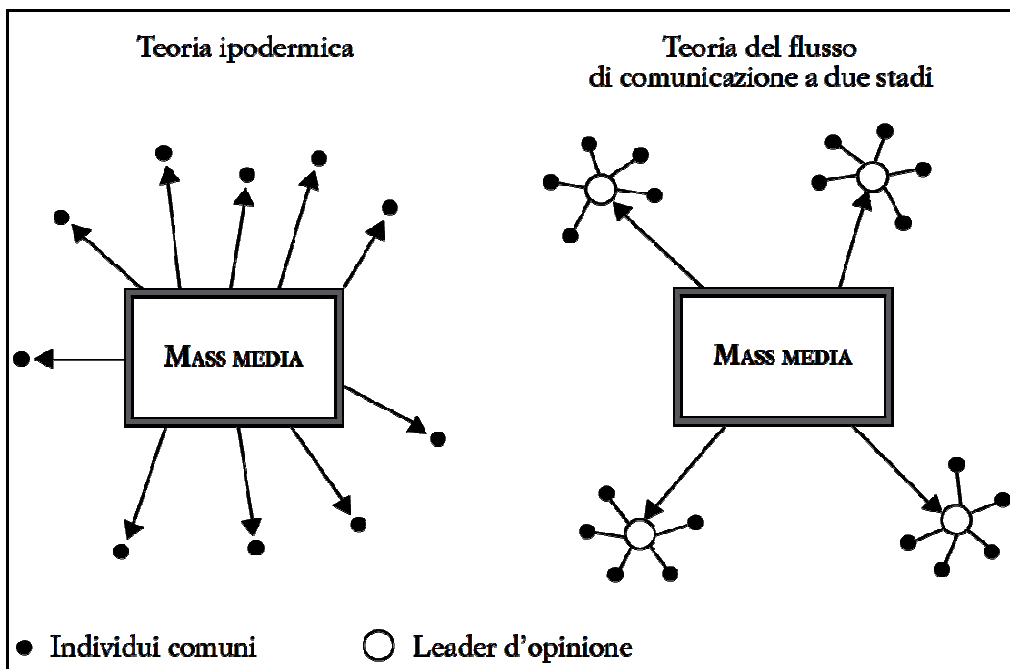 Teoria ipodermica
Teoria del flusso
di comunicazione a due stadi
MASS MEDIA
MASS MEDIA
Individui comuni
Leader d'opinione